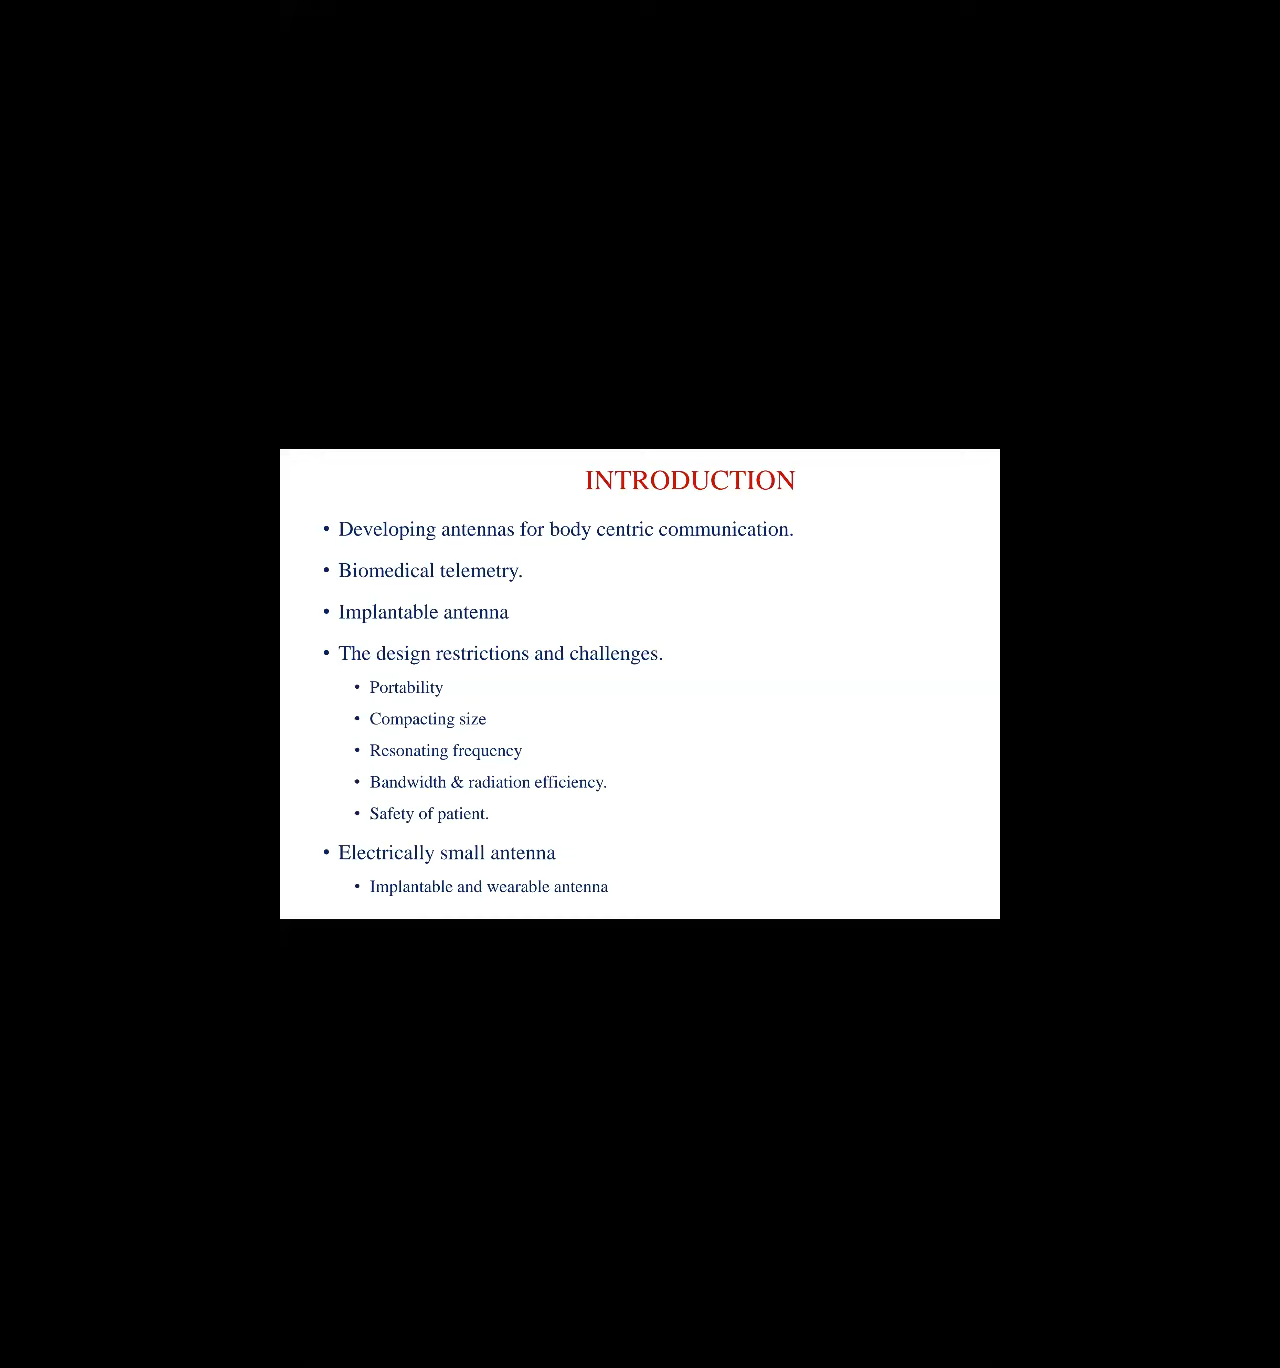 INTRODUCTION
• Developing antennas for body centric communication.
• Biomedical telemetry.
• Implantable antenna
• The design restrictions and challenges.
• Portability
• Compacting size
• Resonating frequency
• Bandwidth & radiation efficiency.
• Safety of patient.
• Electrically small antenna
• Implantable and wearable antenna